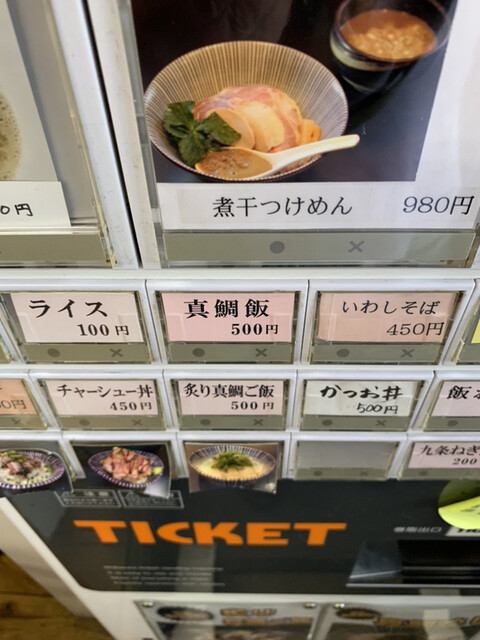 0円
煮干つけめん 980円
ライス
100円
真鯛飯
500円
いわしそば
450円
0円
チャーシュー丼
450円
炙り真鯛ご飯
500円
かつお丼
500円
飯
九条ねぎ
200
TICKET